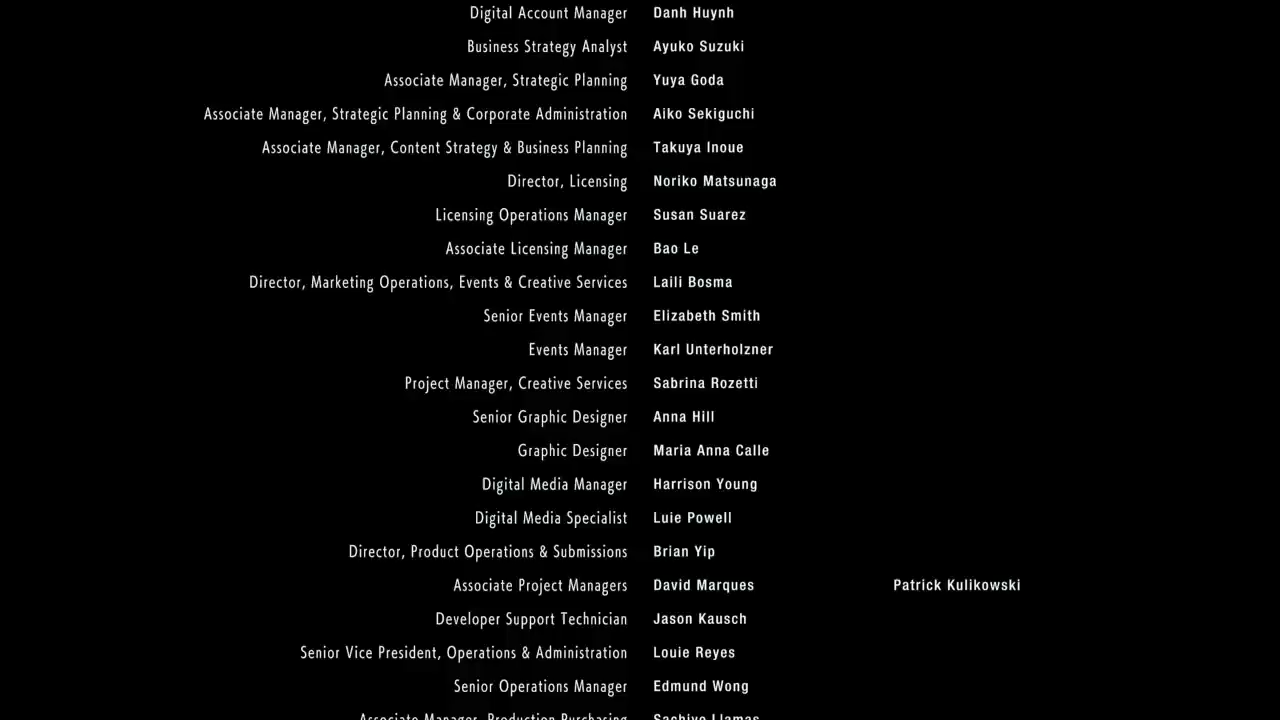 Digital Account Manager Danh Huynh
Business Strategy Analyst Ayuko Suzuki
Associate Manager, Strategic Planning Yuya Goda
Associate Manager, Strategic Planning & Corporate Administration Aiko Sekiguchi
Associate Manager, Content Strategy & Business Planning Takuya Inoue
Director, Licensing Noriko Matsunaga
Licensing Operations Manager Susan Suarez
Associate Licensing Manager Bao Le
Director, Marketing Operations, Events & Creative Services Laili Bosma
Senior Events Manager Elizabeth Smith
Events Manager Karl Unterholzner
Project Manager, Creative Services Sabrina Rozetti
Senior Graphic Designer Anna Hill
Graphic Designer Maria Anna Calle
Digital Media Manager Harrison Young
Digital Media Specialist Luie Powell
Director, Product Operations & Submissions Brian Yip
Associate Project Managers David Marques Patrick Kulikowski
Developer Support Technician Jason Kausch
Senior Vice President, Operations & Administration Louie Reyes
Senior Operations Manager Edmund Wong
Associate Manager, Production Purchasing Sachiyo Llamas